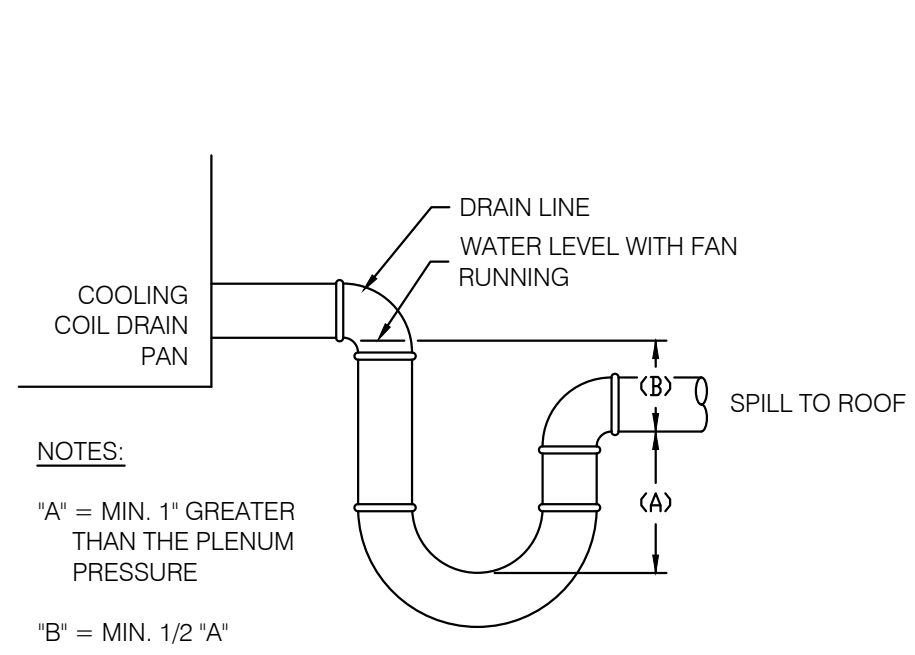 DRAIN LINE
WATER LEVEL WITH FAN
RUNNING
COOLING
COIL DRAIN
PAN
(B)
SPILL TO ROOF
(A)
NOTES:
"A" = MIN. 1" GREATER
THAN THE PLENUM
PRESSURE
"B" = MIN. 1/2 "A"